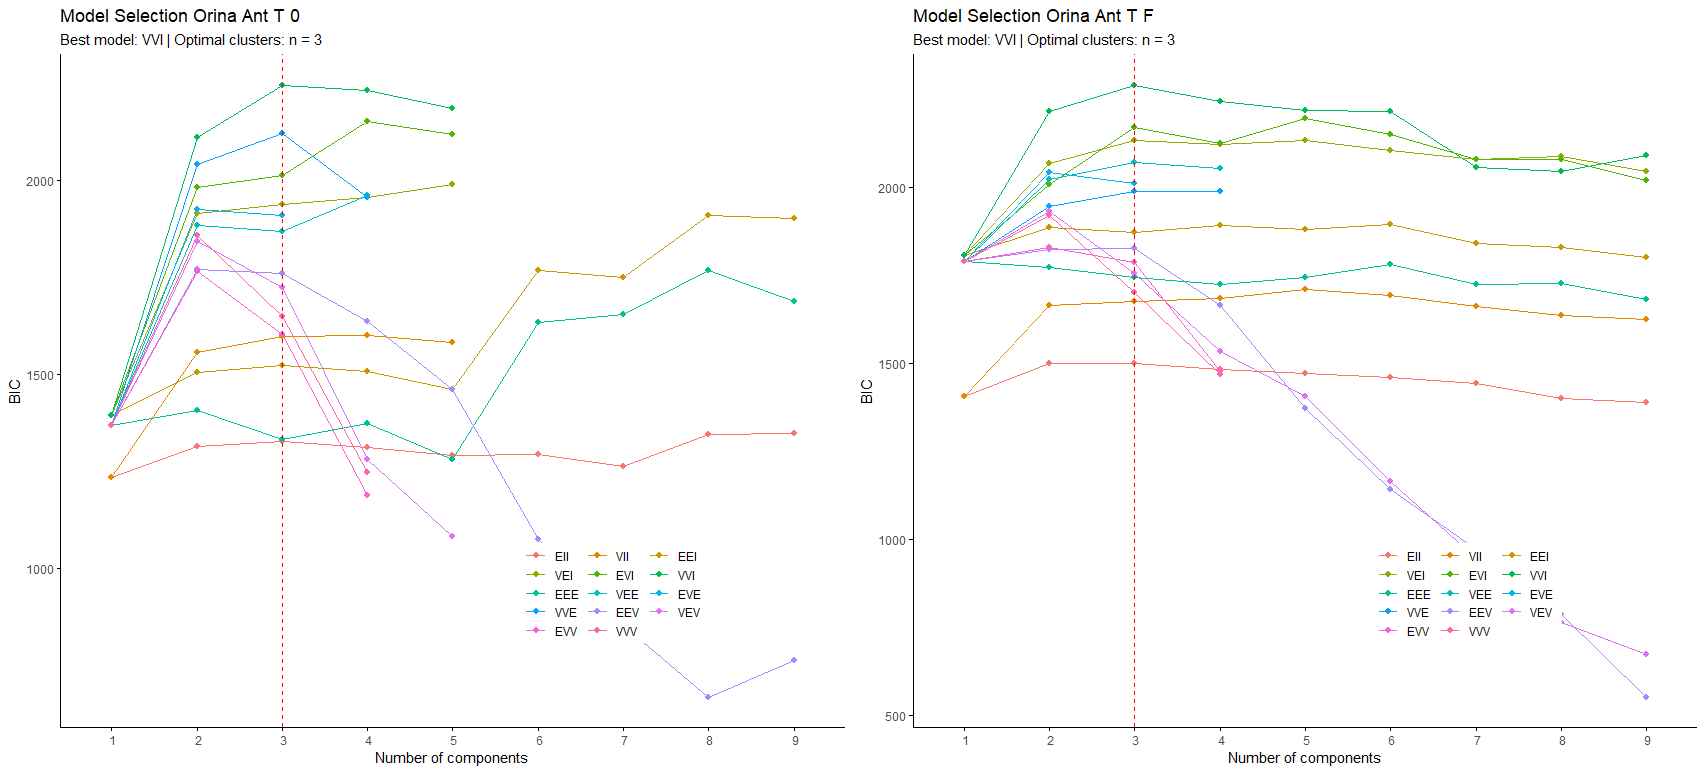 Model Selection Orina Ant T 0
Best model: VVI | Optimal clusters: n = 3
BIC
2000
1500
1000
1 2 3 4 5 6 7 8 9
Number of components
EII VII EEI
VEI EVI VVI
EEE VEE EVE
VVE EEV VEV
EVV VVV
Model Selection Orina Ant T F
Best model: VVI | Optimal clusters: n = 3
BIC
2000
1500
1000
500
1 2 3 4 5 6 7 8 9
Number of components
EII VII EEI
VEI EVI VVI
EEE VEE EVE
VVE EEV VEV
EVV VVV